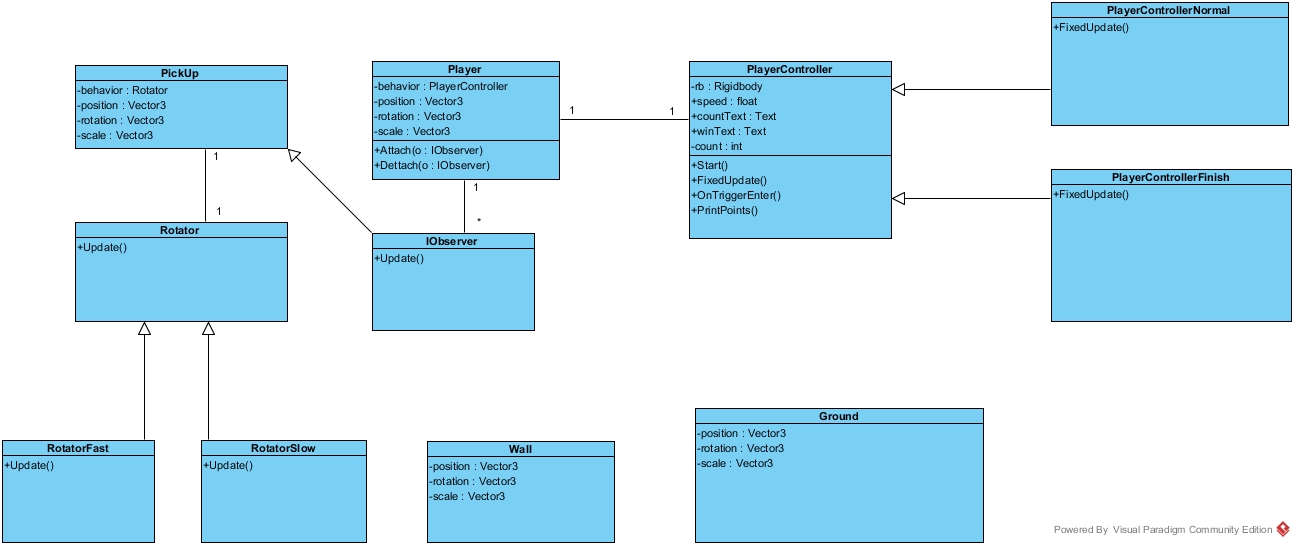 PlayerControllerNormal
+FixedUpdate()
PickUp
-behavior : Rotator
-position : Vector3
-rotation : Vector3
-scale : Vector3
Player
-behavior : PlayerController
-position : Vector3
-rotation : Vector3
-scale : Vector3
+Attach(o : IObserver)
+Dettach(o : IObserver)
1
1
PlayerController
-rb : Rigidbody
+speed : float
+countText : Text
+winText : Text
-count : int
+Start()
+FixedUpdate()
+OnTriggerEnter()
+PrintPoints()
PlayerControllerFinish
+FixedUpdate()
1
1
1
*
Rotator
+Update()
IObserver
+Update()
RotatorFast
+Update()
RotatorSlow
+Update()
Wall
-position : Vector3
-rotation : Vector3
-scale : Vector3
Ground
-position : Vector3
-rotation : Vector3
-scale : Vector3
Powered By Visual Paradigm Community Edition